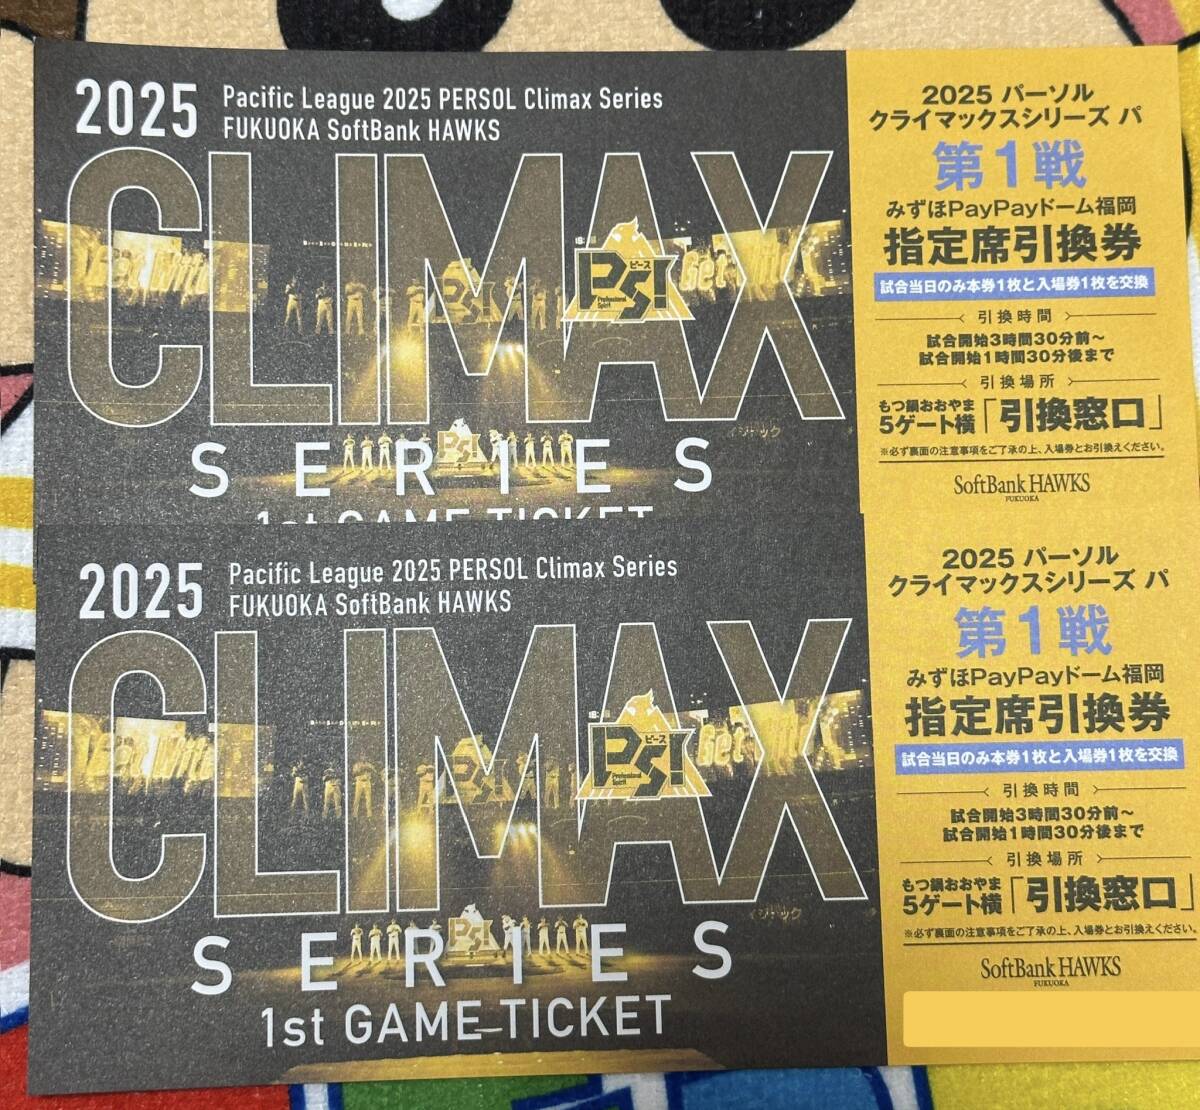 2025
Pacific League 2025 PERSOL Climax Series
FUKUOKA SoftBank HAWKS
CLIMAX
ピース
PS!
Professional
Spirit
SERIES
1st GAME TICKET
2025 パーソル
クライマックスシリーズ パ
第1戦
みずほPayPayドーム福岡
指定席引換券
試合当日のみ本券1枚と入場券1枚を交換
引換時間
試合開始3時間30分前～
試合開始1時間30分後まで
引換場所
もつ鍋おおやま
5ゲート横「引換窓口」
※必ず裏面の注意事項をご了承の上、入場券とお引換えください。
SoftBank HAWKS
FUKUOKA
2025
Pacific League 2025 PERSOL Climax Series
FUKUOKA SoftBank HAWKS
CLIMAX
ピース
PS!
Professional
Spirit
SERIES
1st GAME TICKET
2025 パーソル
クライマックスシリーズ パ
第1戦
みずほPayPayドーム福岡
指定席引換券
試合当日のみ本券1枚と入場券1枚を交換
引換時間
試合開始3時間30分前～
試合開始1時間30分後まで
引換場所
もつ鍋おおやま
5ゲート横「引換窓口」
※必ず裏面の注意事項をご了承の上、入場券とお引換えください。
SoftBank HAWKS
FUKUOKA